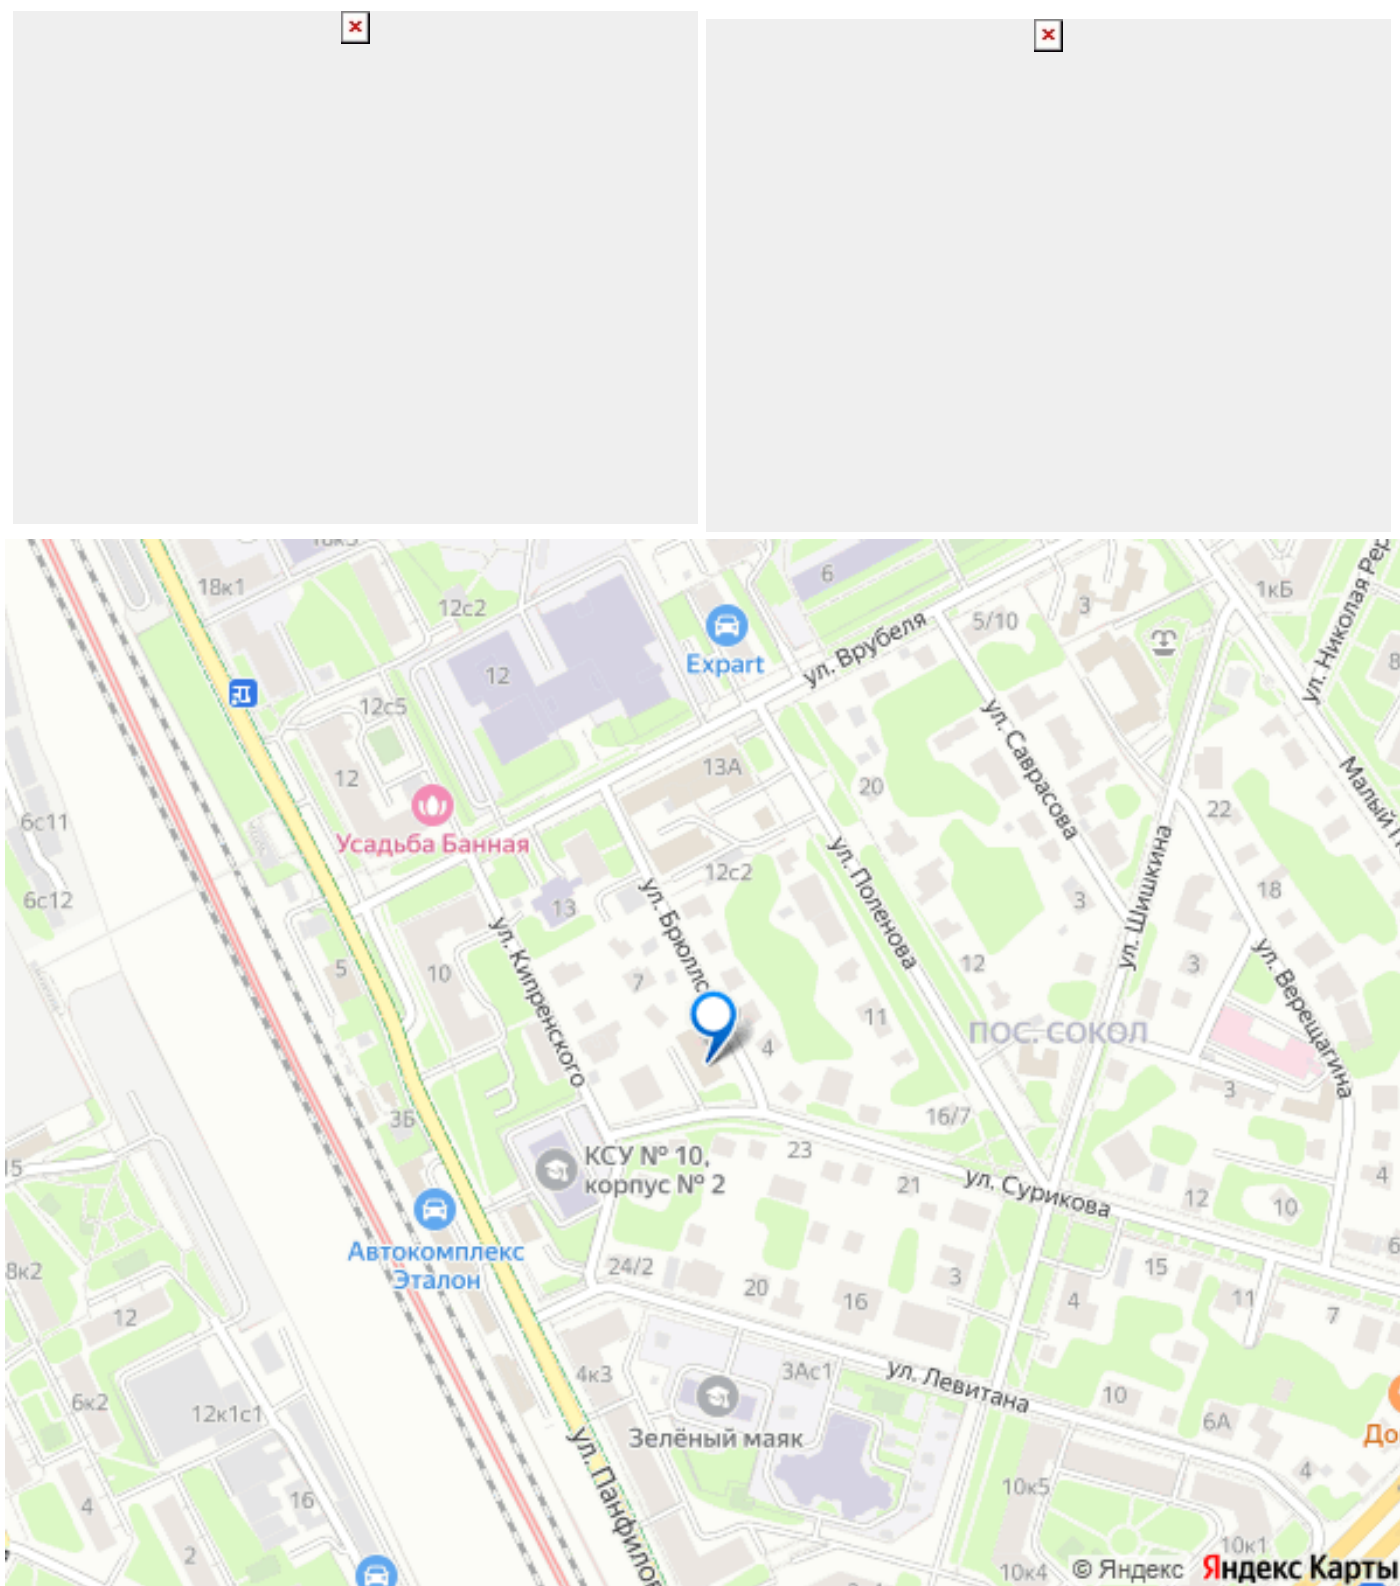 18к1
12с2
6
5/10
3
1кБ
ул. Николая Рер
Expart
ул. Врубеля
12
12с5
12
13А
20
ул. Саврасова
Малый П
22
6с11
Усадьба Банная
ул. Поленова
ул. Шишкина
6с12
13
12с2
ул. Брюллс
3
18
ул. Кипренского
5
10
7
12
3
ул. Верещагина
11
ПОС. СОКОЛ
4
3Б
16/7
3
15
КСУ № 10,
корпус № 2
23
21
ул. Сурикова
12
10
4
Автокомплекс
Эталон
8к2
24/2
20
16
3
15
4
11
7
6
12
4к3
3Ас1
ул. Левитана
10
6А
6к2
12к1с1
Зелёный маяк
До
4
16
ул. Панфилов
10к5
4
2
10к1
10к4
© Яндекс
Яндекс Карты